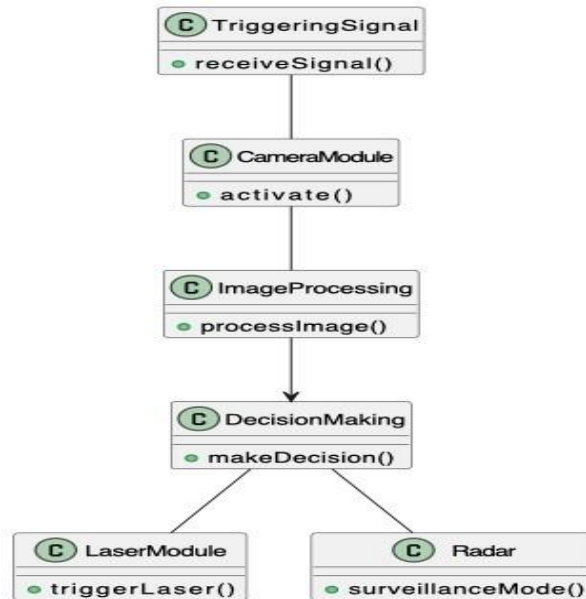 C TriggeringSignal
receiveSignal()
C CameraModule
activate()
C ImageProcessing
processImage()
C DecisionMaking
makeDecision()
C LaserModule
triggerLaser()
C Radar
surveillanceMode()